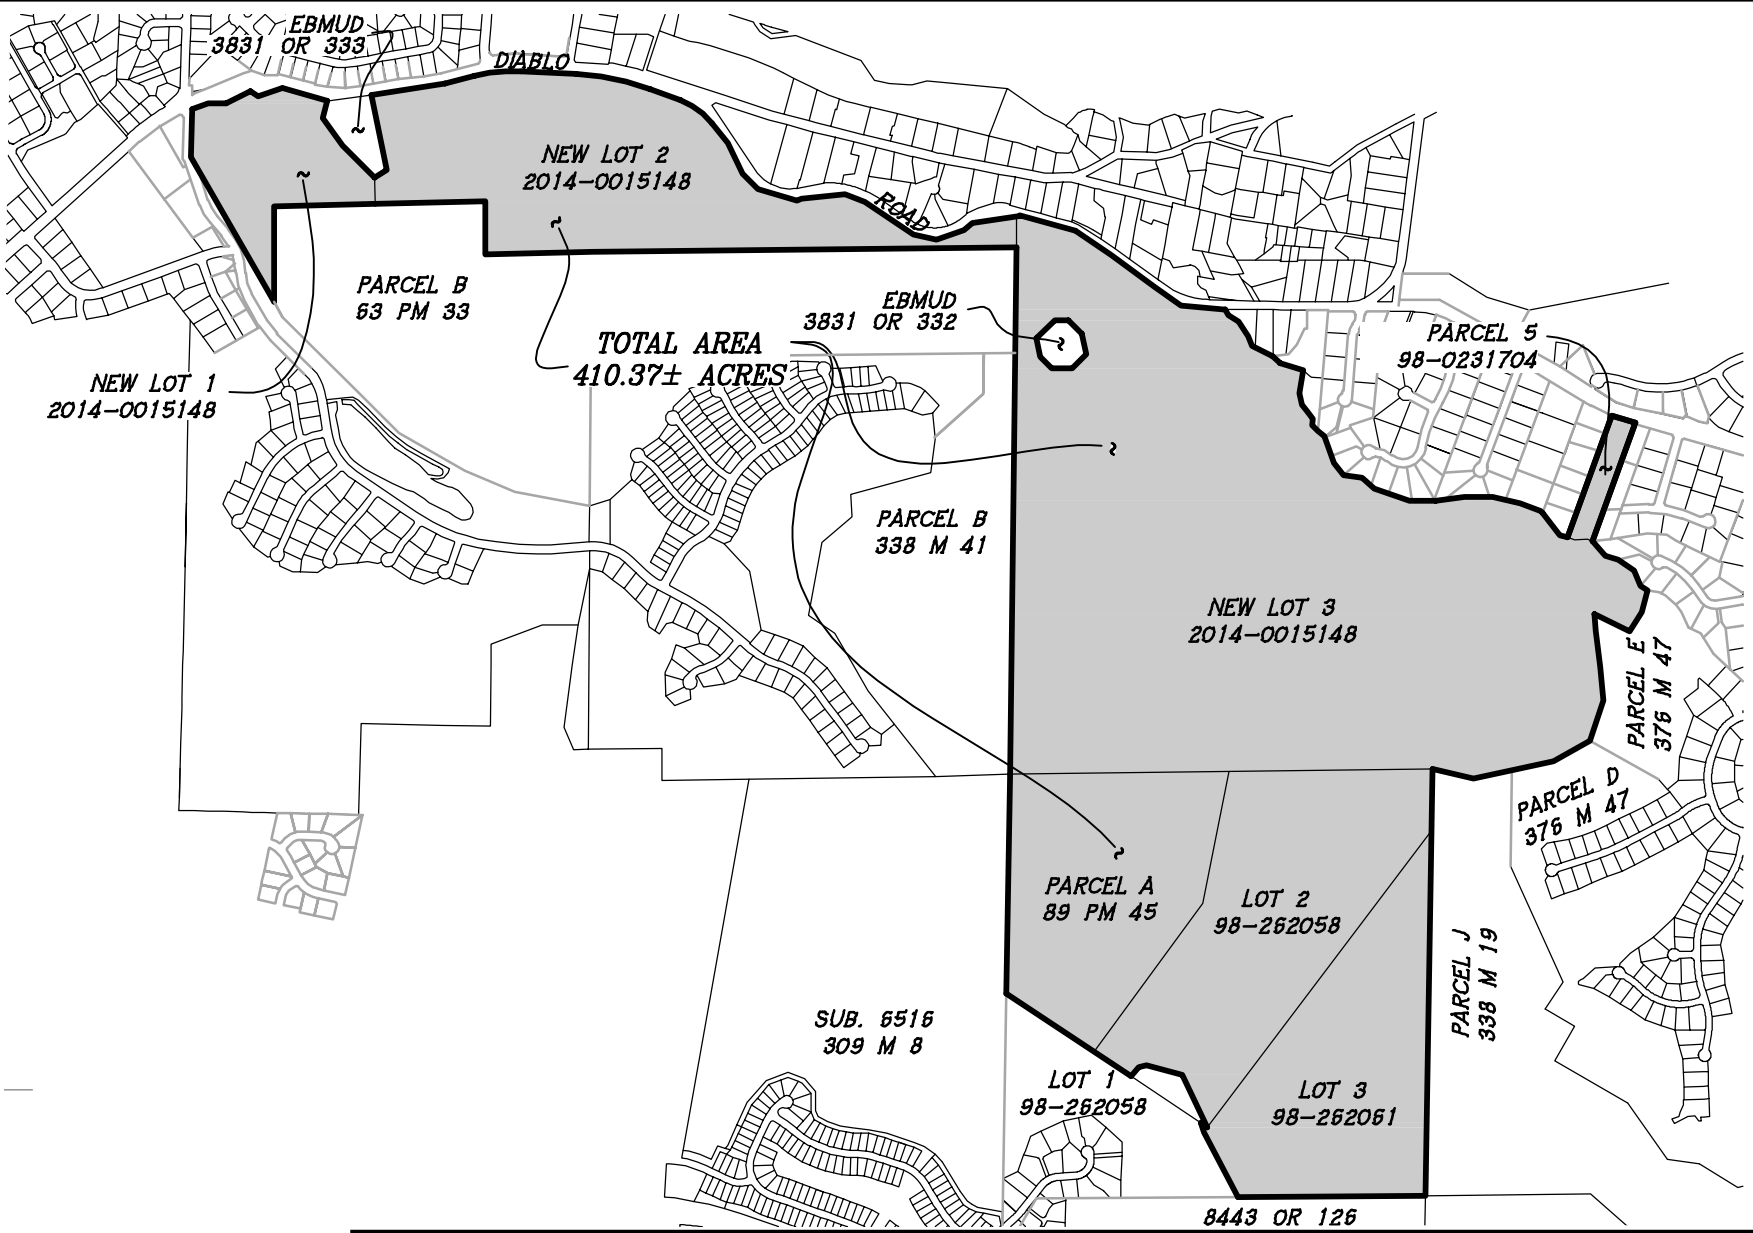 EBMUD
3831 OR 333
DIABLO
NEW LOT 2
2014-0015148
ROAD
PARCEL B
63 PM 33
EBMUD
3831 OR 332
TOTAL AREA
410.37± ACRES
PARCEL 5
98-0231704
NEW LOT 1
2014-0015148
PARCEL B
338 M 41
NEW LOT 3
2014-0015148
PARCEL E
376 M 47
PARCEL D
376 M 47
PARCEL A
89 PM 45
LOT 2
98-262058
PARCEL J
338 M 19
SUB. 6516
309 M 8
LOT 1
98-262058
LOT 3
98-262061
8443 OR 126